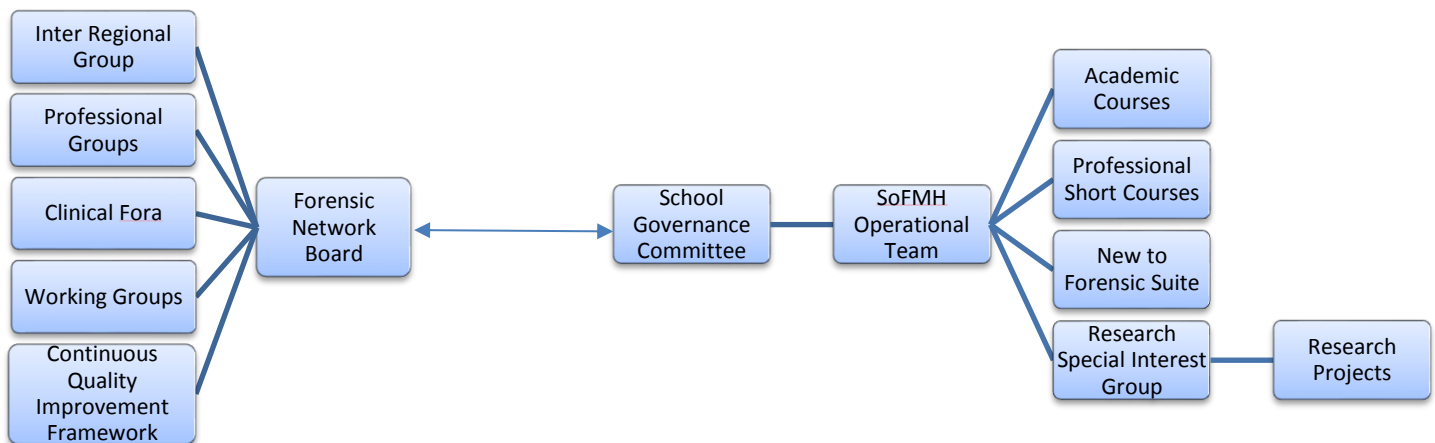 Inter Regional
Group
Professional
Groups
Clinical Fora
Working Groups
Continuous
Quality
Improvement
Framework
Forensic
Network
Board
School
Governance
Committee
SoFMH
Operational
Team
Academic
Courses
Professional
Short Courses
New to
Forensic Suite
Research
Special Interest
Group
Research
Projects